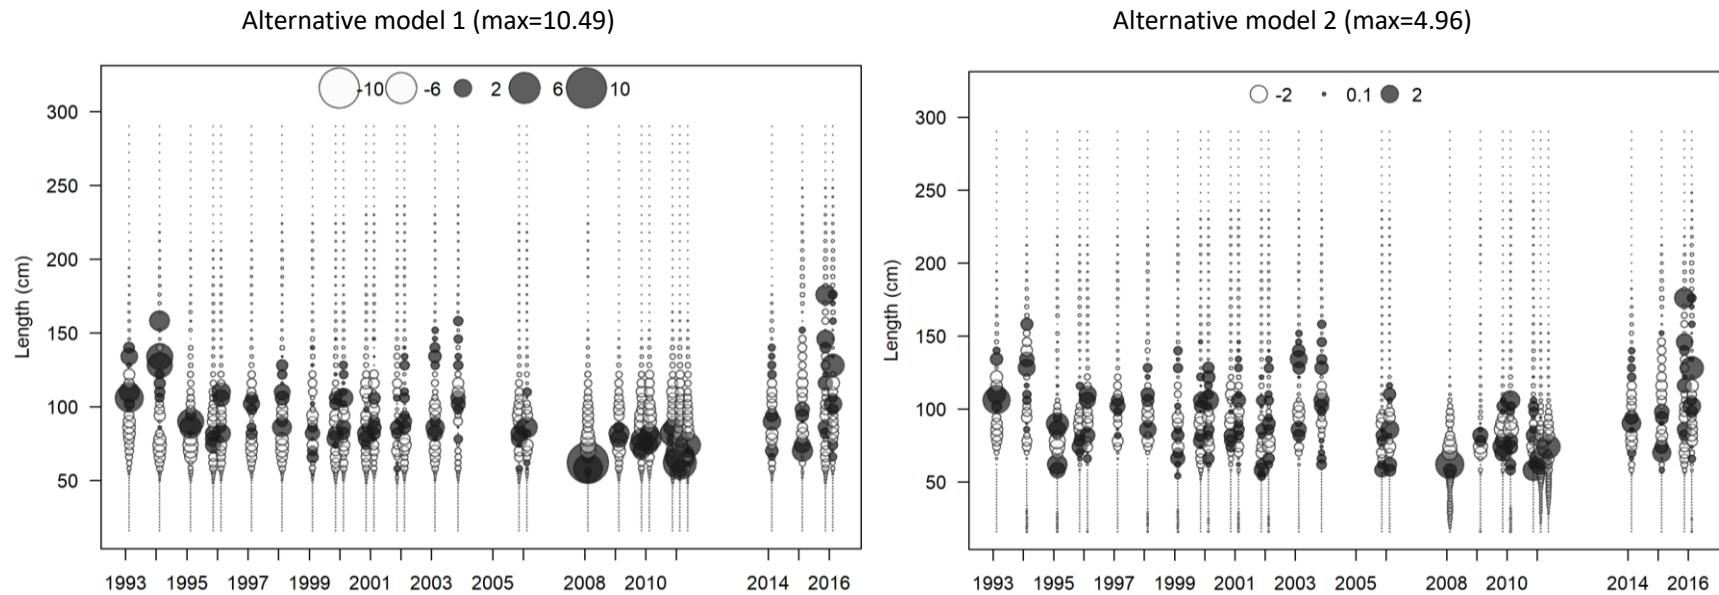 Alternative model 1 (max=10.49)
-10 -6 2 6 10
300
250
200
150
100
50
Length (cm)
1993 1995 1997 1999 2001 2003 2005 2008 2010 2014 2016
Alternative model 2 (max=4.96)
-2 0.1 2
300
250
200
150
100
50
Length (cm)
1993 1995 1997 1999 2001 2003 2005 2008 2010 2014 2016